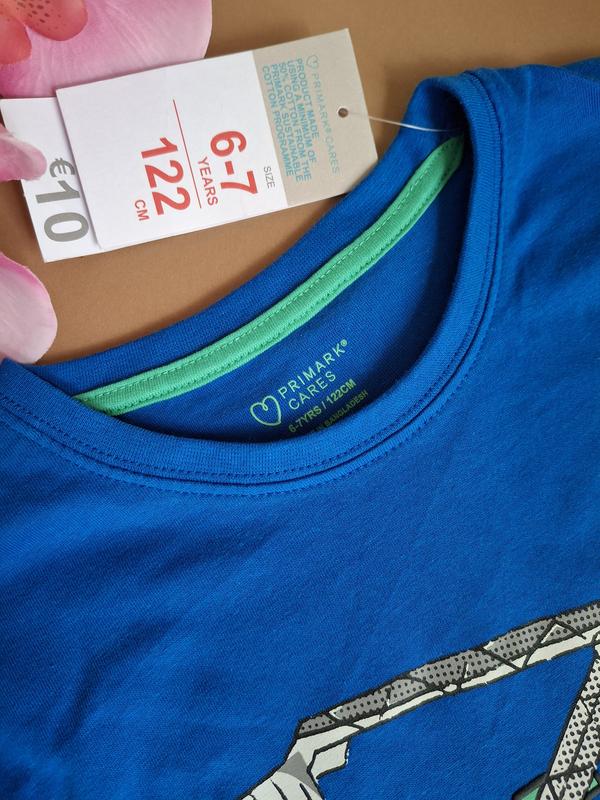 PRIMARK® CARES
PRODUCT MADE
USING A MINIMUM OF
50% COTTON FROM THE
PRIMARK SUSTAINABLE
COTTON PROGRAMME
SIZE
6-7
YEARS
122
CM
€10
PRIMARK®
CARES
6-7YRS / 122CM
BANGLADESH